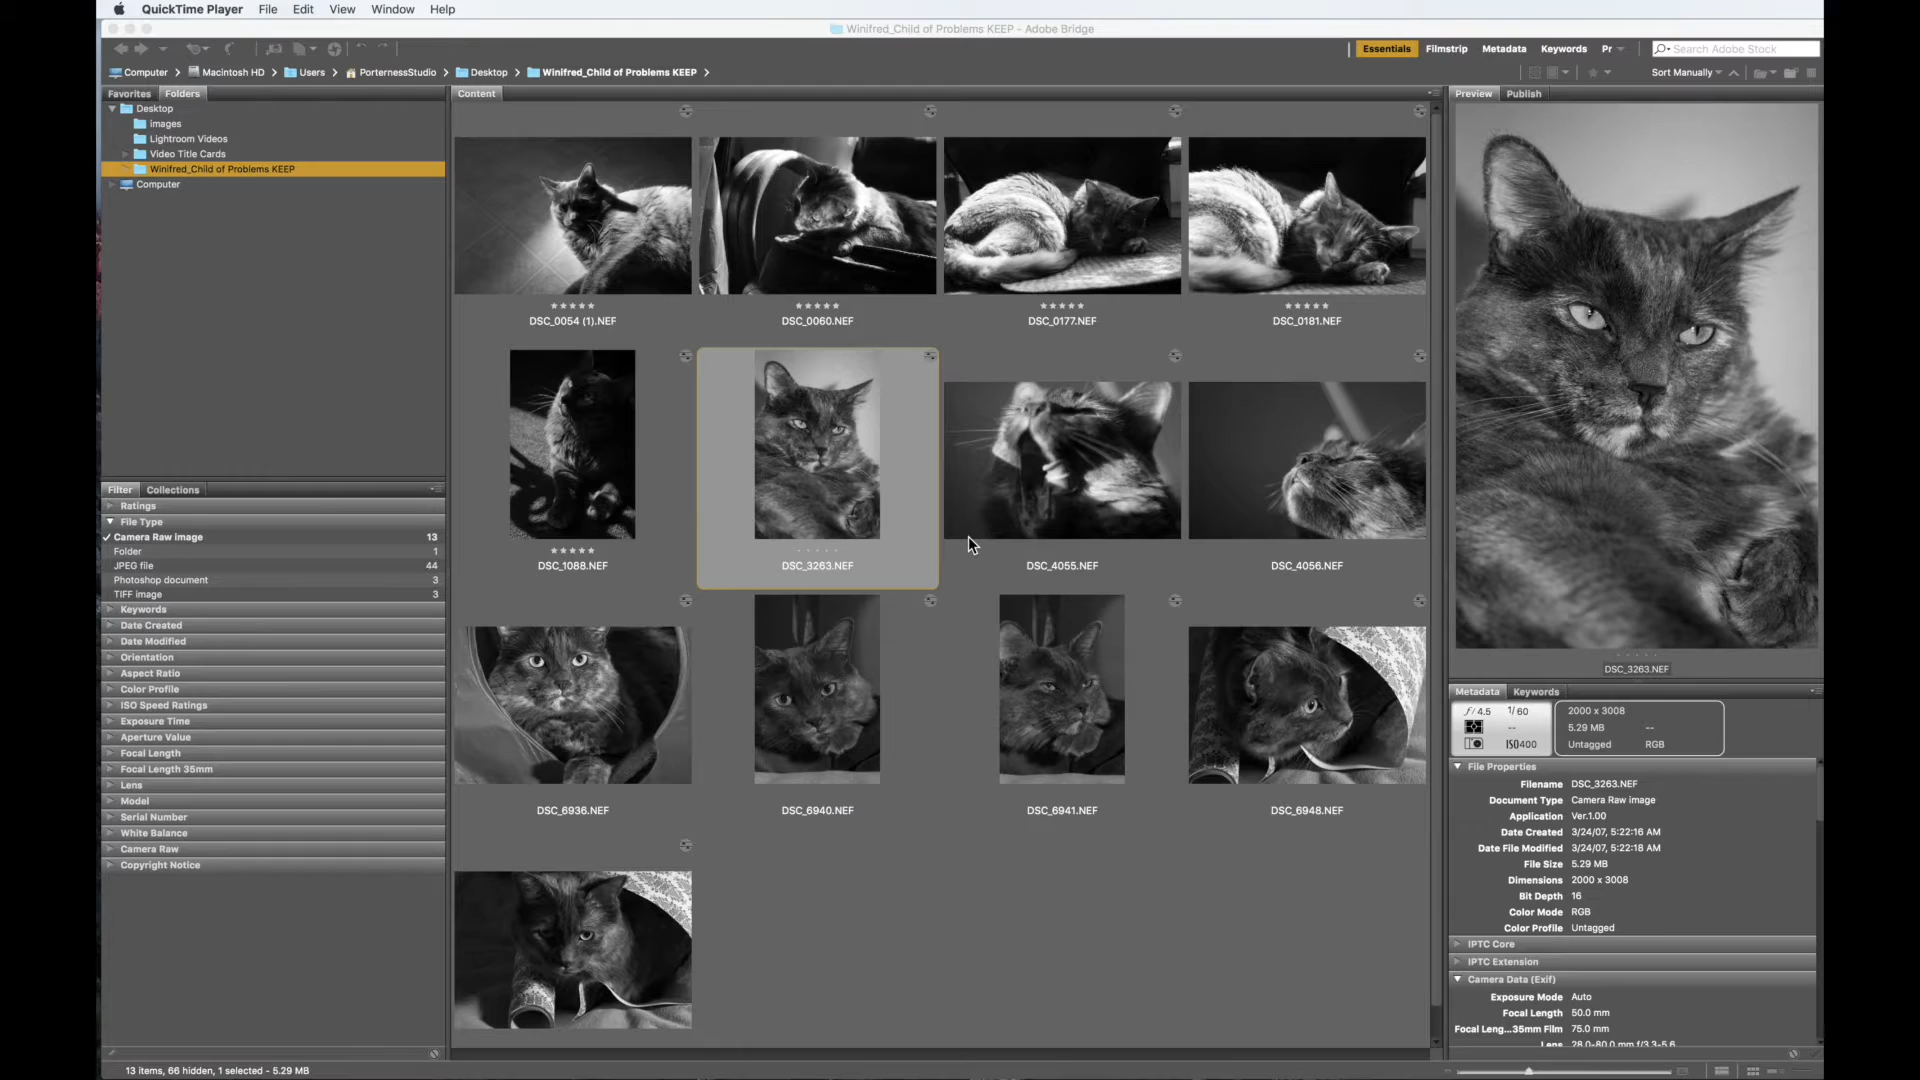 QuickTime Player File Edit View Window Help
Winifred_Child of Problems KEEP - Adobe Bridge
Essentials Filmstrip Metadata Keywords Pr Search Adobe Stock
Computer Macintosh HD Users PorternessStudio Desktop Winifred_Child of Problems KEEP Sort Manually
Favorites Folders
Desktop
images
Lightroom Videos
Video Title Cards
Winifred_Child of Problems KEEP
Computer
Filter Collections
Ratings
File Type
Camera Raw image 13
Folder 1
JPEG file 44
Photoshop document 3
TIFF image 3
Keywords
Date Created
Date Modified
Orientation
Aspect Ratio
Color Profile
ISO Speed Ratings
Exposure Time
Aperture Value
Focal Length
Focal Length 35mm
Lens
Model
Serial Number
White Balance
Camera Raw
Copyright Notice
13 items, 66 hidden, 1 selected - 5.29 MB
Content
DSC_0054 (1).NEF DSC_0060.NEF DSC_0177.NEF DSC_0181.NEF
DSC_1088.NEF DSC_3263.NEF DSC_4055.NEF DSC_4056.NEF
DSC_6936.NEF DSC_6940.NEF DSC_6941.NEF DSC_6948.NEF
Preview Publish
DSC_3263.NEF
Metadata Keywords
f/4.5 1/60 2000 x 3008
-- 5.29 MB --
ISO400 Untagged RGB
File Properties
Filename DSC_3263.NEF
Document Type Camera Raw image
Application Ver.1.00
Date Created 3/24/07, 5:22:16 AM
Date File Modified 3/24/07, 5:22:18 AM
File Size 5.29 MB
Dimensions 2000 x 3008
Bit Depth 16
Color Mode RGB
Color Profile Untagged
IPTC Core
IPTC Extension
Camera Data (Exif)
Exposure Mode Auto
Focal Length 50.0 mm
Focal Leng...35mm Film 75.0 mm
Lens 28.0-80.0 mm f/3.3-5.6